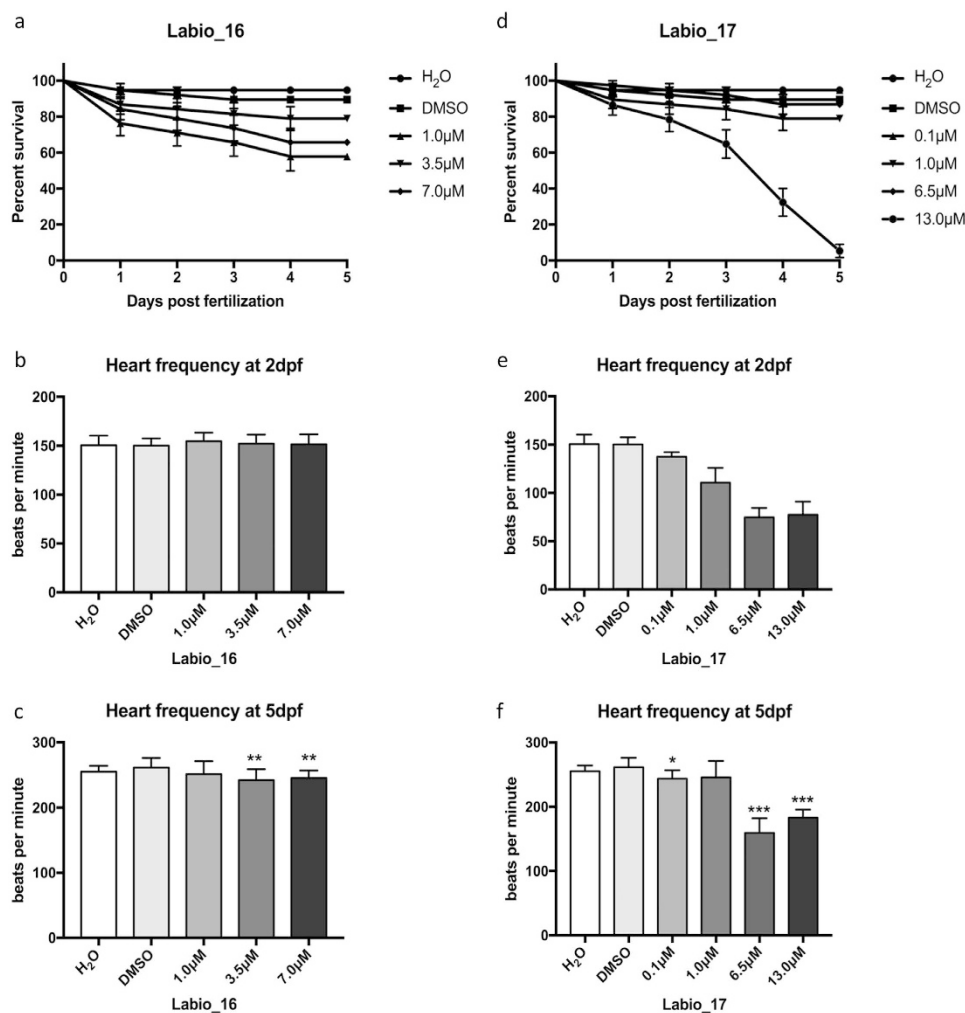 a
Labio_16
Percent survival
100
80
60
40
20
0
0 1 2 3 4 5
Days post fertilization
H₂O
DMSO
1.0µM
3.5µM
7.0µM
d
Labio_17
Percent survival
100
80
60
40
20
0
0 1 2 3 4 5
Days post fertilization
H₂O
DMSO
0.1µM
1.0µM
6.5µM
13.0µM
b
Heart frequency at 2dpf
beats per minute
200
150
100
50
0
H₂O DMSO 1.0µM 3.5µM 7.0µM
Labio_16
e
Heart frequency at 2dpf
beats per minute
200
150
100
50
0
H₂O DMSO 0.1µM 1.0µM 6.5µM 13.0µM
Labio_17
c
Heart frequency at 5dpf
beats per minute
300
200
100
0
** **
H₂O DMSO 1.0µM 3.5µM 7.0µM
Labio_16
f
Heart frequency at 5dpf
beats per minute
300
200
100
0
* *** ***
H₂O DMSO 0.1µM 1.0µM 6.5µM 13.0µM
Labio_17